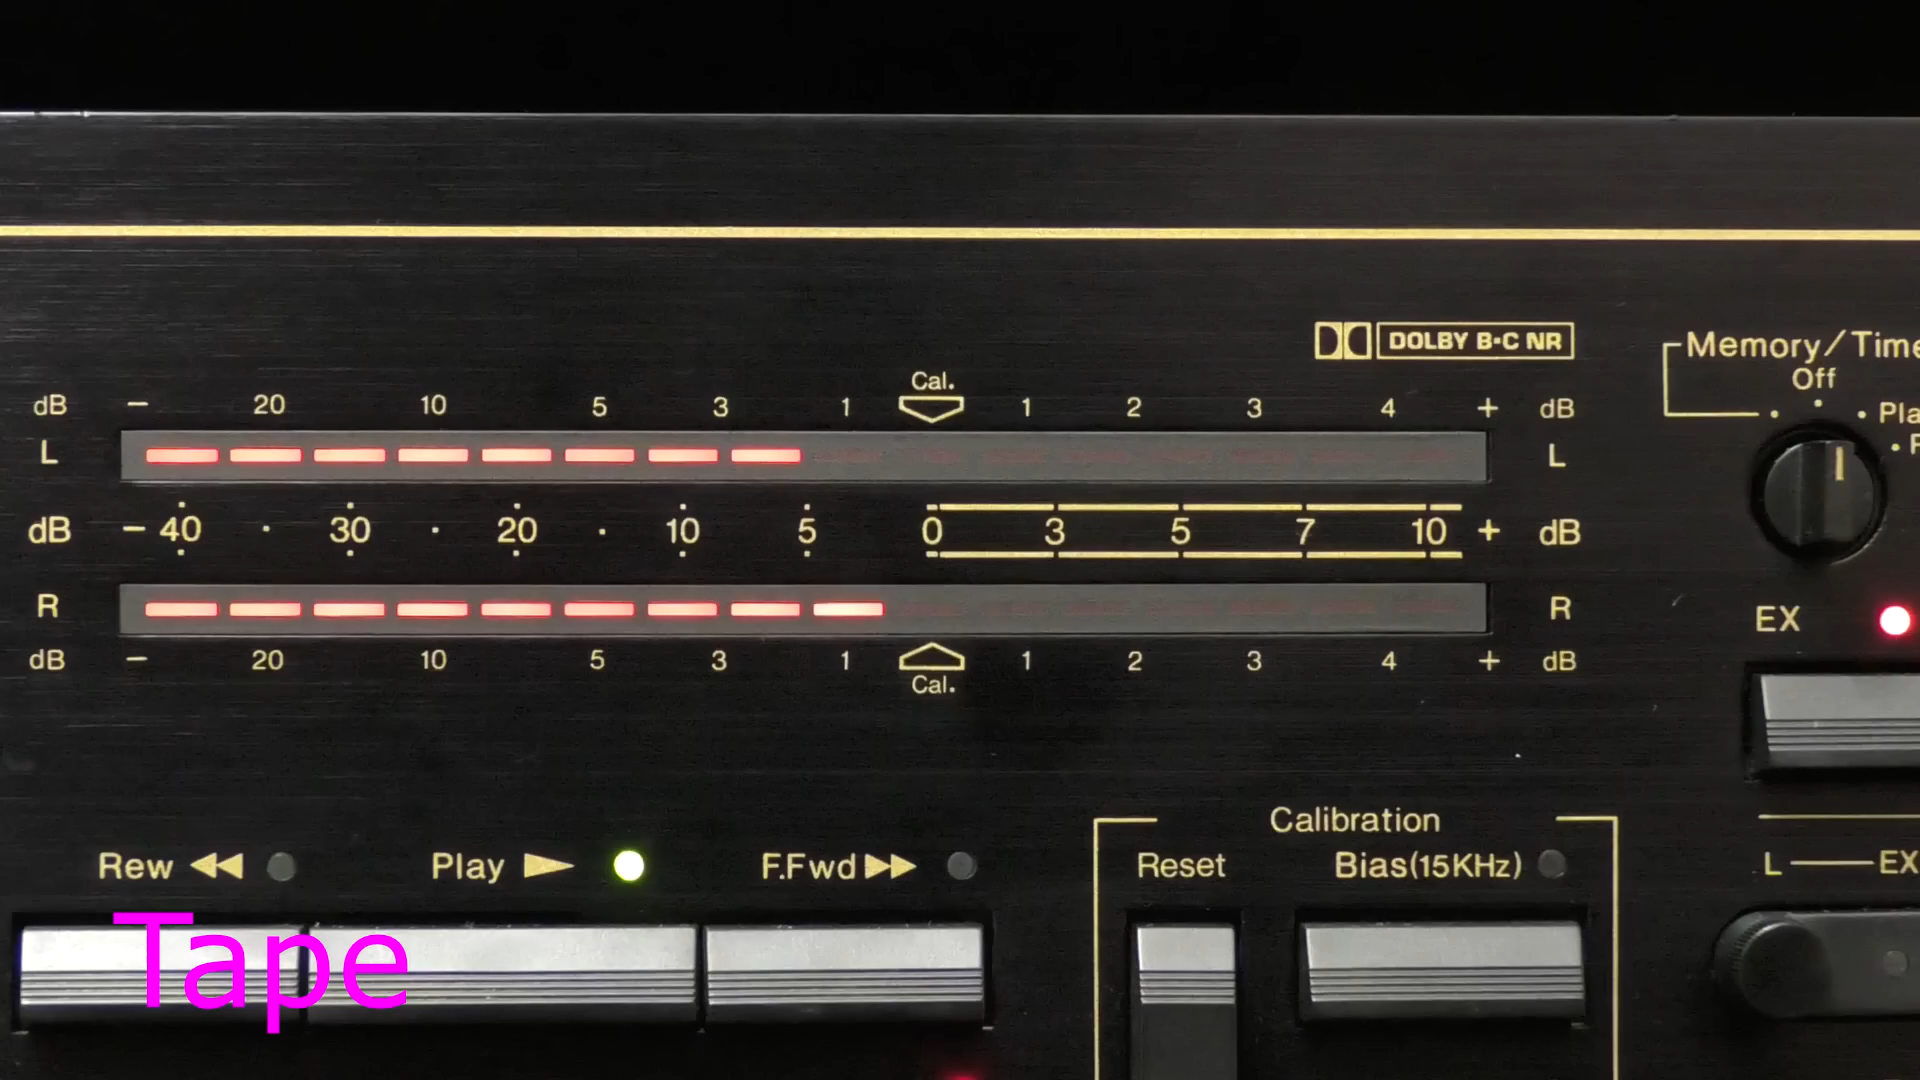 DOLBY B·C NR
Memory/Time
Off
Pla
Cal.
dB – 20 10 5 3 1 1 2 3 4 + dB
L L
dB – 40 · 30 · 20 · 10 5 0 3 5 7 10 + dB
R R
dB – 20 10 5 3 1 1 2 3 4 + dB
Cal.
EX
Calibration
Rew Play F.Fwd Reset Bias(15KHz) L EX
Tape